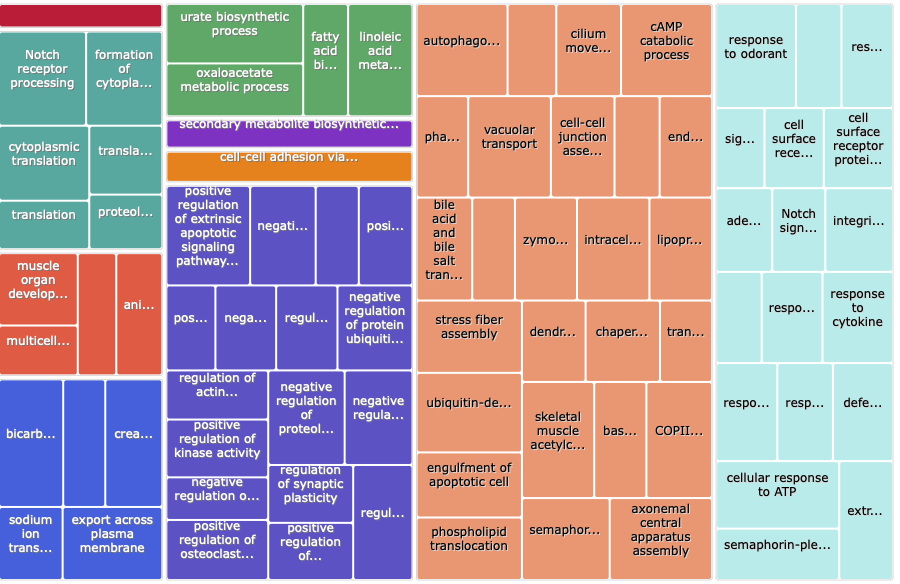 Notch
receptor
processing
formation
of
cytopla...
cytoplasmic
translation
transla...
translation
proteol...
muscle
organ
develop...
multicell...
ani...
bicarb...
crea...
sodium
ion
trans...
export across
plasma
membrane
urate biosynthetic
process
oxaloacetate
metabolic process
fatty
acid
bi...
linoleic
acid
meta...
secondary metabolite biosynthetic...
cell-cell adhesion via...
positive
regulation
of extrinsic
apoptotic
signaling
pathway...
negati...
posi...
pos...
nega...
regul...
negative
regulation
of protein
ubiquiti...
regulation of
actin...
positive
regulation of
kinase activity
negative
regulation o...
positive
regulation of
osteoclast...
negative
regulation
of
proteol...
negative
regula...
regulation
of synaptic
plasticity
positive
regulation
of...
regul...
autophago...
cilium
move...
cAMP
catabolic
process
pha...
vacuolar
transport
cell-cell
junction
asse...
end...
bile
acid
and
bile
salt
tran...
zymo...
intracel...
lipopr...
stress fiber
assembly
dendr...
chaper...
tran...
ubiquitin-de...
engulfment of
apoptotic cell
phospholipid
translocation
skeletal
muscle
acetylc...
bas...
COPII...
semaphor...
axonemal
central
apparatus
assembly
response
to odorant
res...
sig...
cell
surface
rece...
cell
surface
receptor
protei...
ade...
Notch
sign...
integri...
respo...
response
to
cytokine
respo...
resp...
defe...
cellular response
to ATP
semaphorin-ple...
extr...